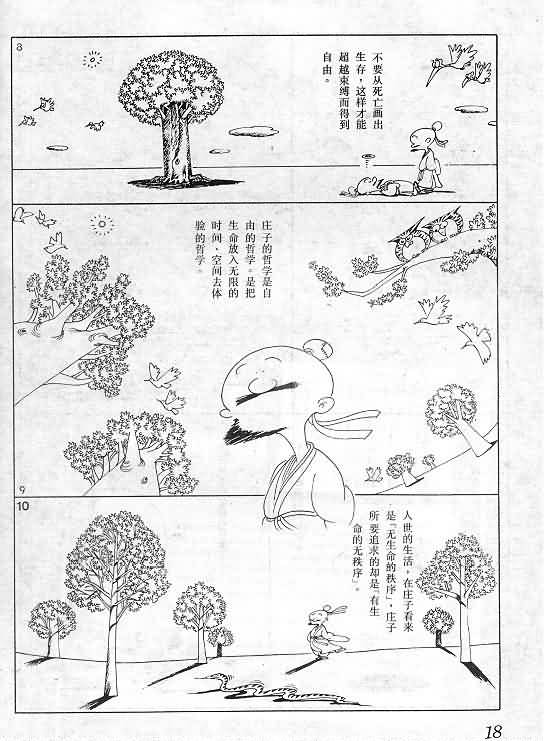 8
不要从死亡画出
生存，这样才能
超越束缚而得到
自由。
庄子的哲学是自
由的哲学。是把
生命放入无限的
时间、空间去体
验的哲学。
9
10
人世的生活，在庄子看来
是「无生命的秩序」，庄子
所要追求的却是「有生
命的无秩序」。
18